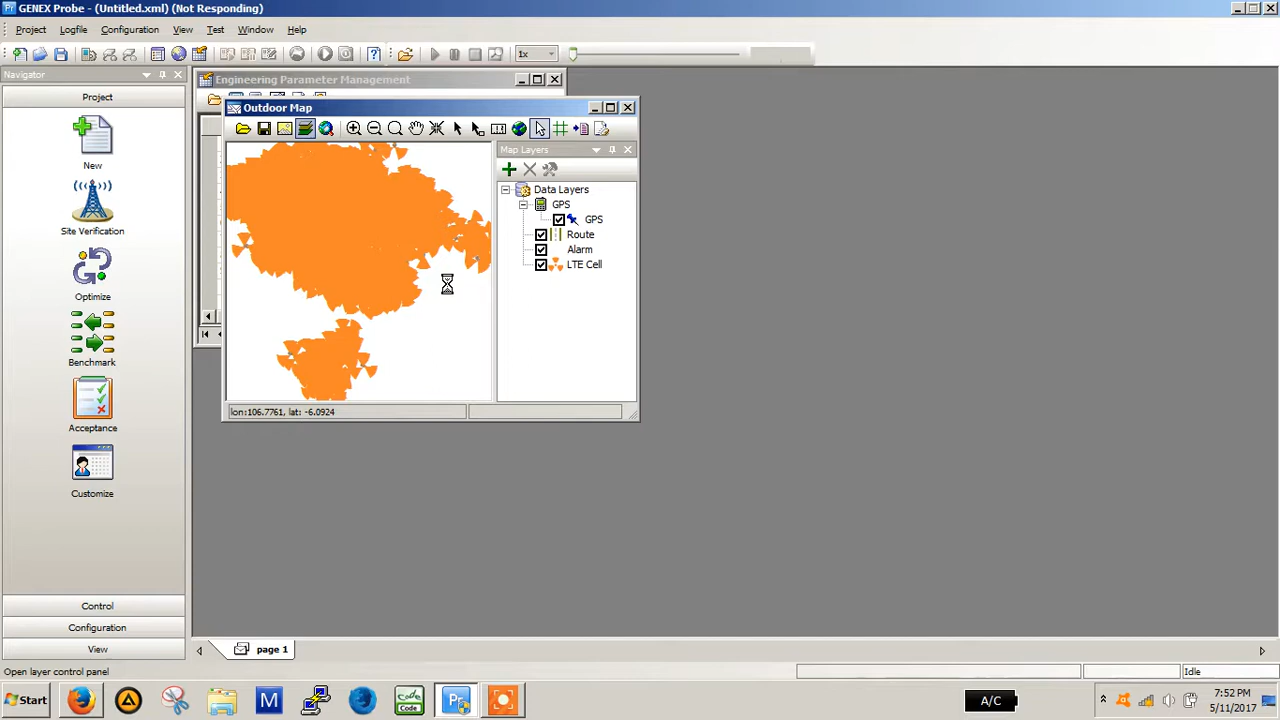 GENEX Probe - (Untitled.xml) (Not Responding)
Project Logfile Configuration View Test Window Help
1x
Navigator
Project
New
Site Verification
Optimize
Benchmark
Acceptance
Customize
Control
Configuration
View
Engineering Parameter Management
Outdoor Map
Map Layers
Data Layers
GPS
GPS
Route
Alarm
LTE Cell
lon:106.7761, lat: -6.0924
page 1
Open layer control panel
Idle
Start
M
Code
Pr
A/C
7:52 PM
5/11/2017